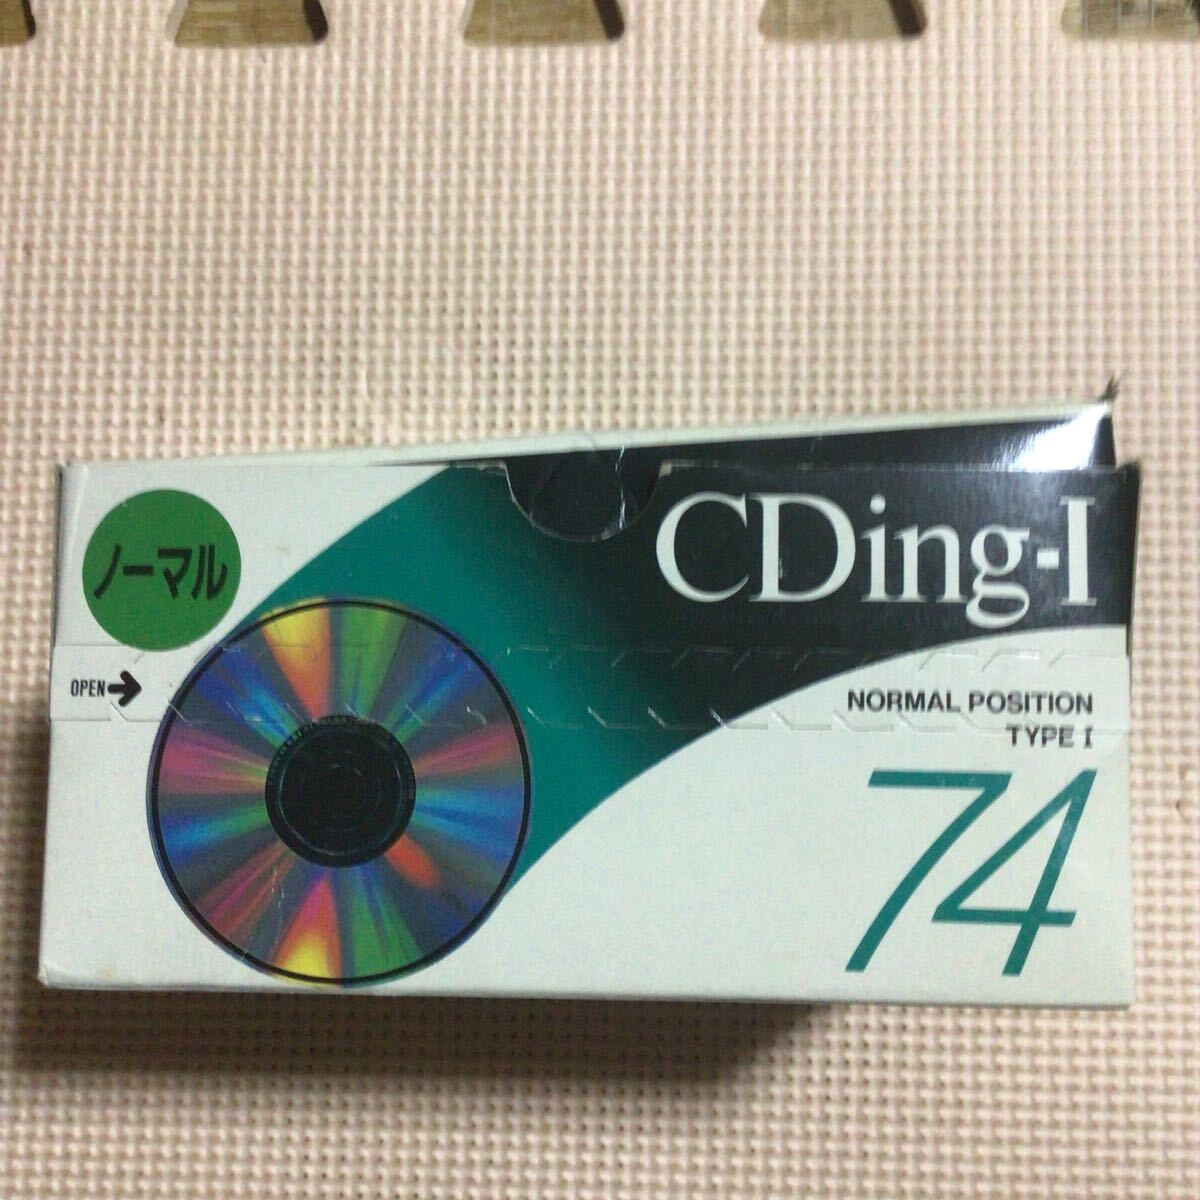 ノーマル
CDing-I
OPEN
NORMAL POSITION
TYPE I
74